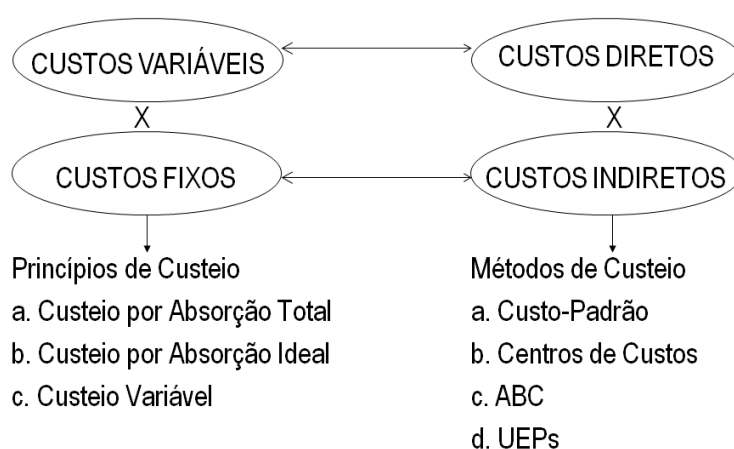 CUSTOS VARIÁVEIS
CUSTOS DIRETOS
X
X
CUSTOS FIXOS
CUSTOS INDIRETOS
Princípios de Custeio
a. Custeio por Absorção Total
b. Custeio por Absorção Ideal
c. Custeio Variável
Métodos de Custeio
a. Custo-Padrão
b. Centros de Custos
c. ABC
d. UEPs